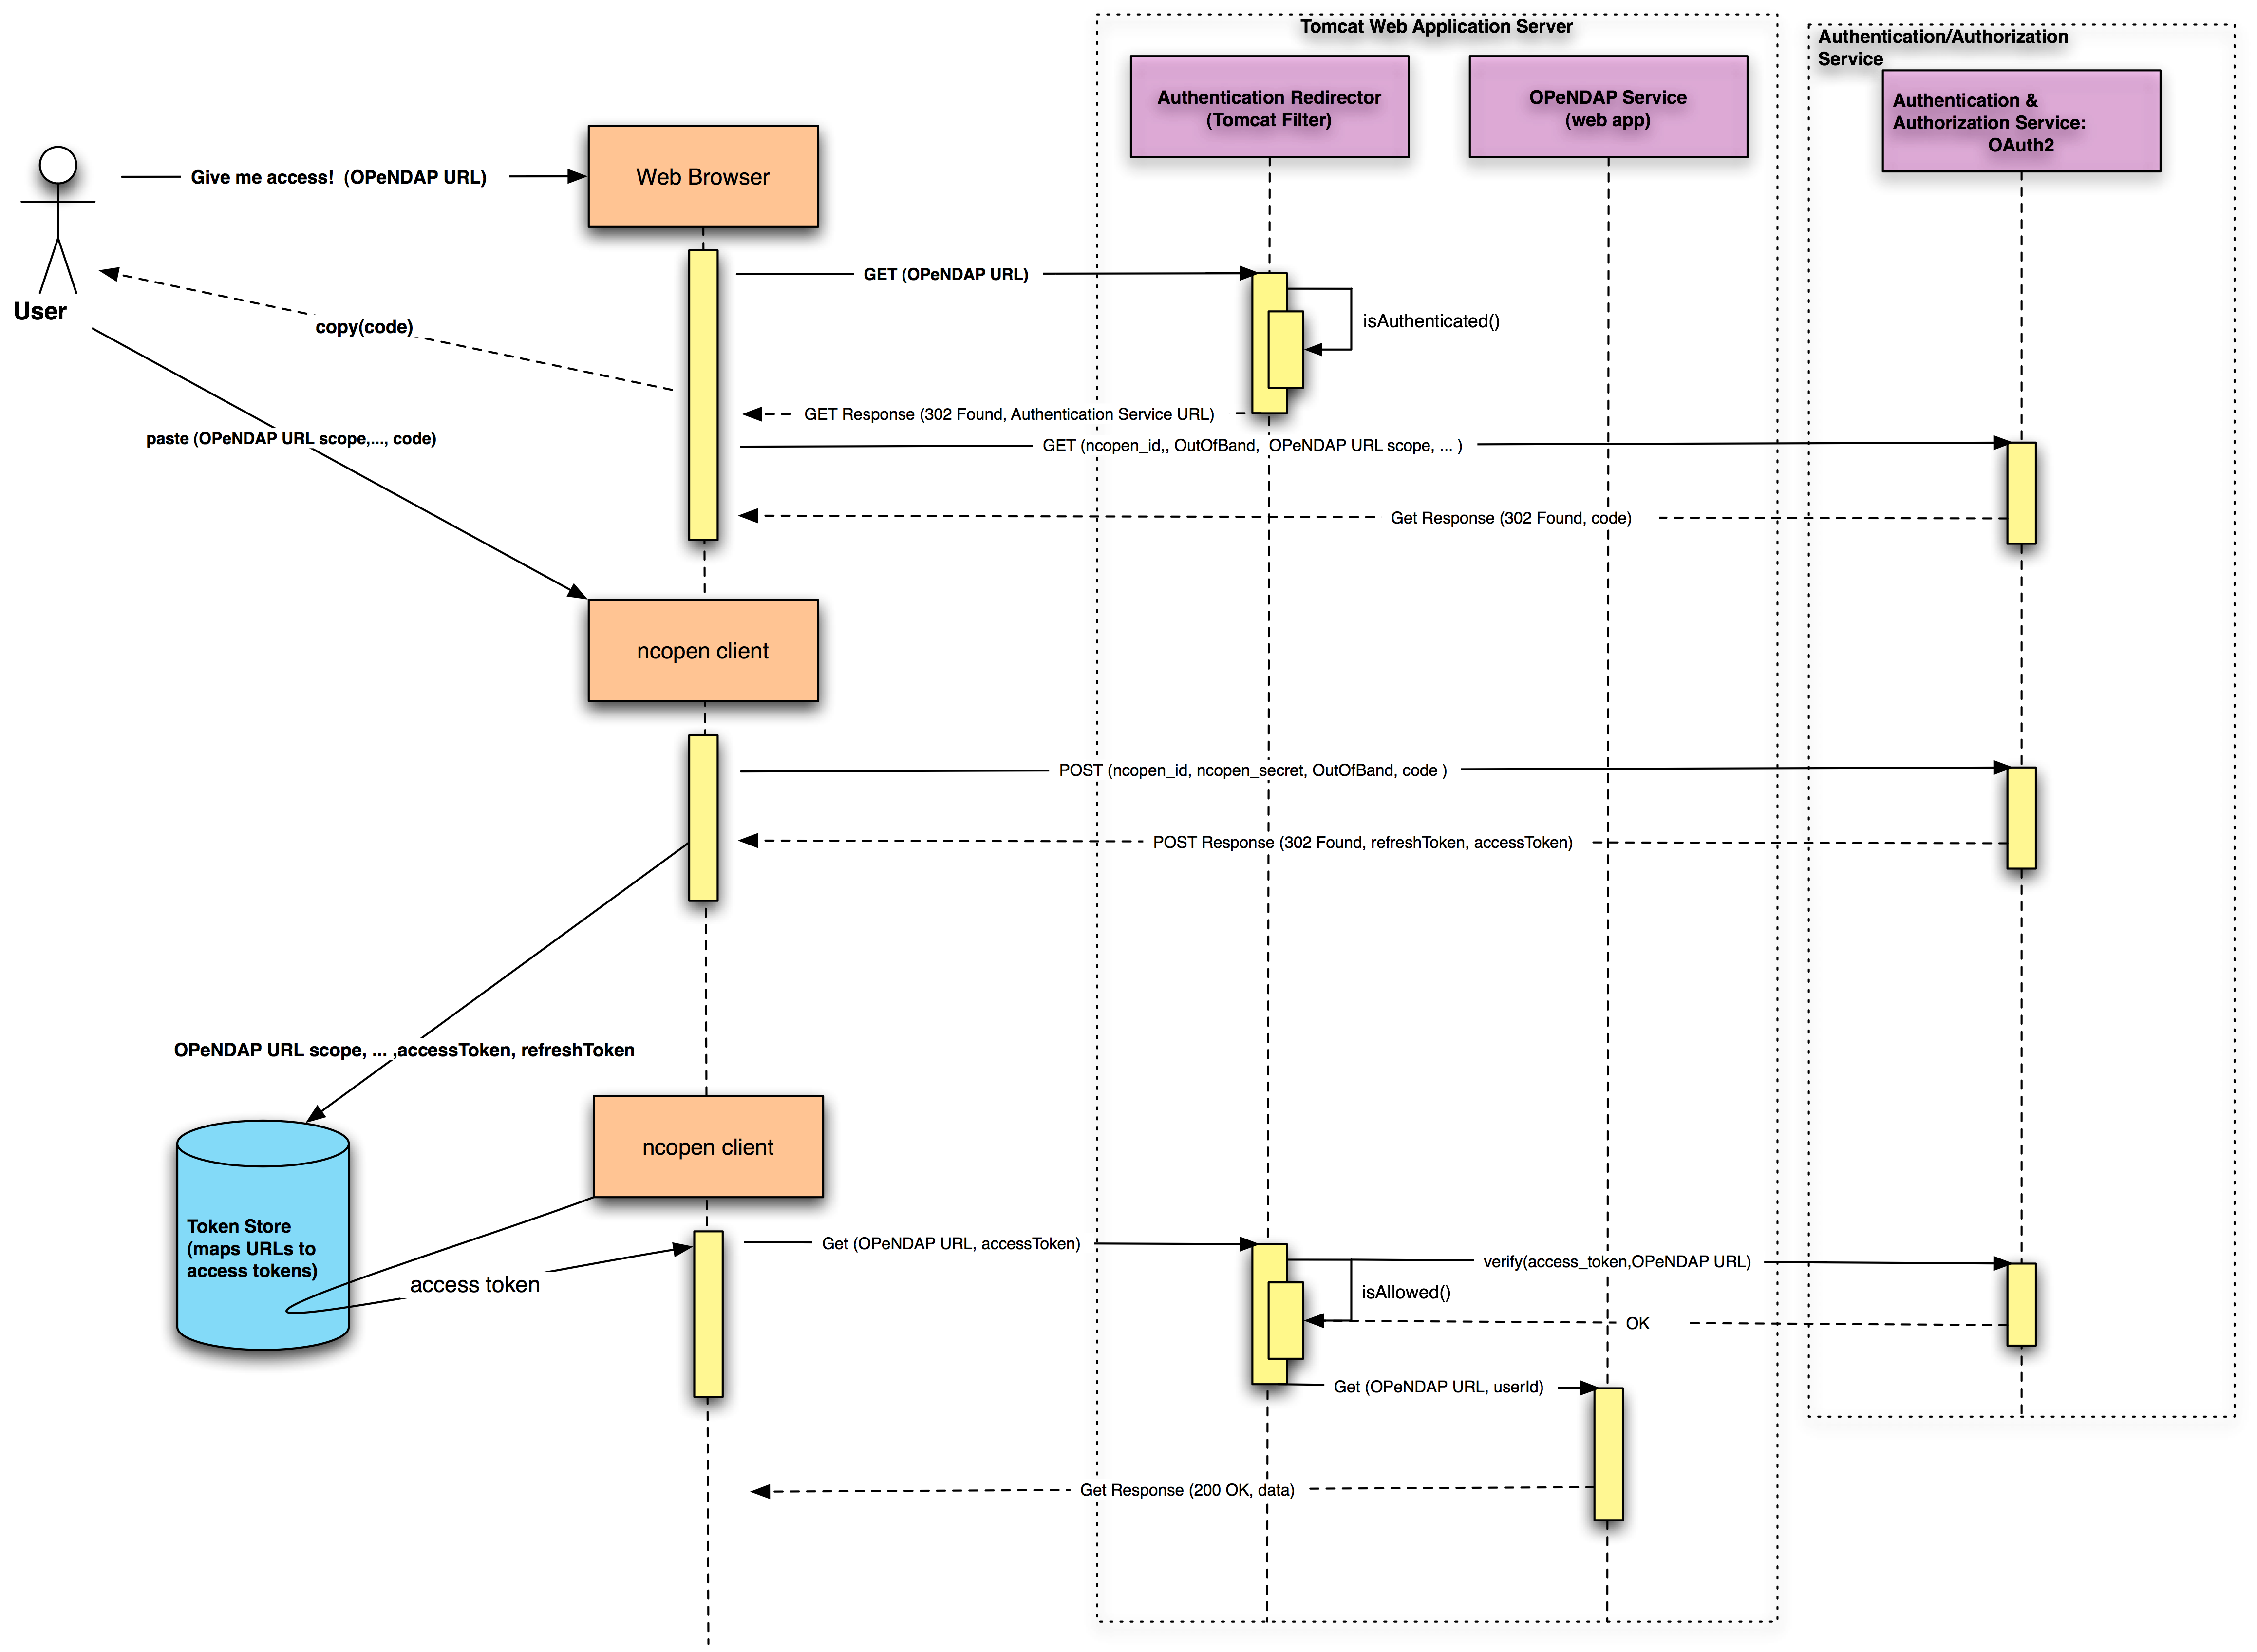 Tomcat Web Application Server
Authentication/Authorization
Service
Authentication Redirector
(Tomcat Filter)
OPeNDAP Service
(web app)
Authentication &
Authorization Service:
OAuth2
Give me access!  (OPeNDAP URL)
Web Browser
User
GET (OPeNDAP URL)
isAuthenticated()
copy(code)
GET Response (302 Found, Authentication Service URL)
paste (OPeNDAP URL scope,..., code)
GET (ncopen_id,, OutOfBand,  OPeNDAP URL scope, ... )
Get Response (302 Found, code)
ncopen client
POST (ncopen_id, ncopen_secret, OutOfBand, code )
POST Response (302 Found, refreshToken, accessToken)
OPeNDAP URL scope, ... ,accessToken, refreshToken
ncopen client
Token Store
(maps URLs to
access tokens)
access token
Get (OPeNDAP URL, accessToken)
verify(access_token,OPeNDAP URL)
isAllowed()
OK
Get (OPeNDAP URL, userId)
Get Response (200 OK, data)